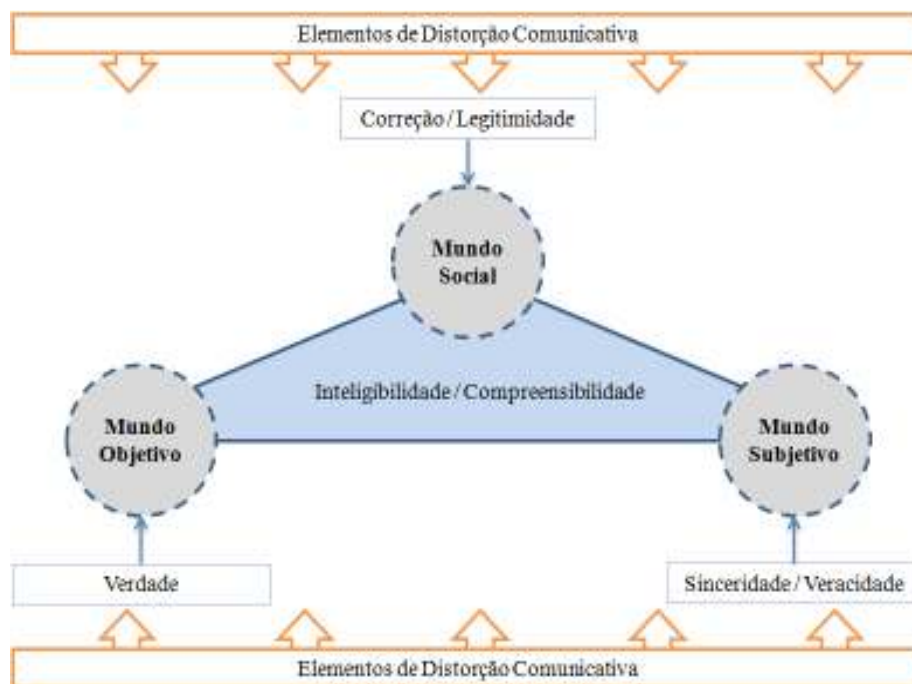 Elementos de Distorção Comunicativa
Correção / Legitimidade
Mundo
Social
Inteligibilidade / Compreensibilidade
Mundo
Objetivo
Mundo
Subjetivo
Verdade
Sinceridade / Veracidade
Elementos de Distorção Comunicativa